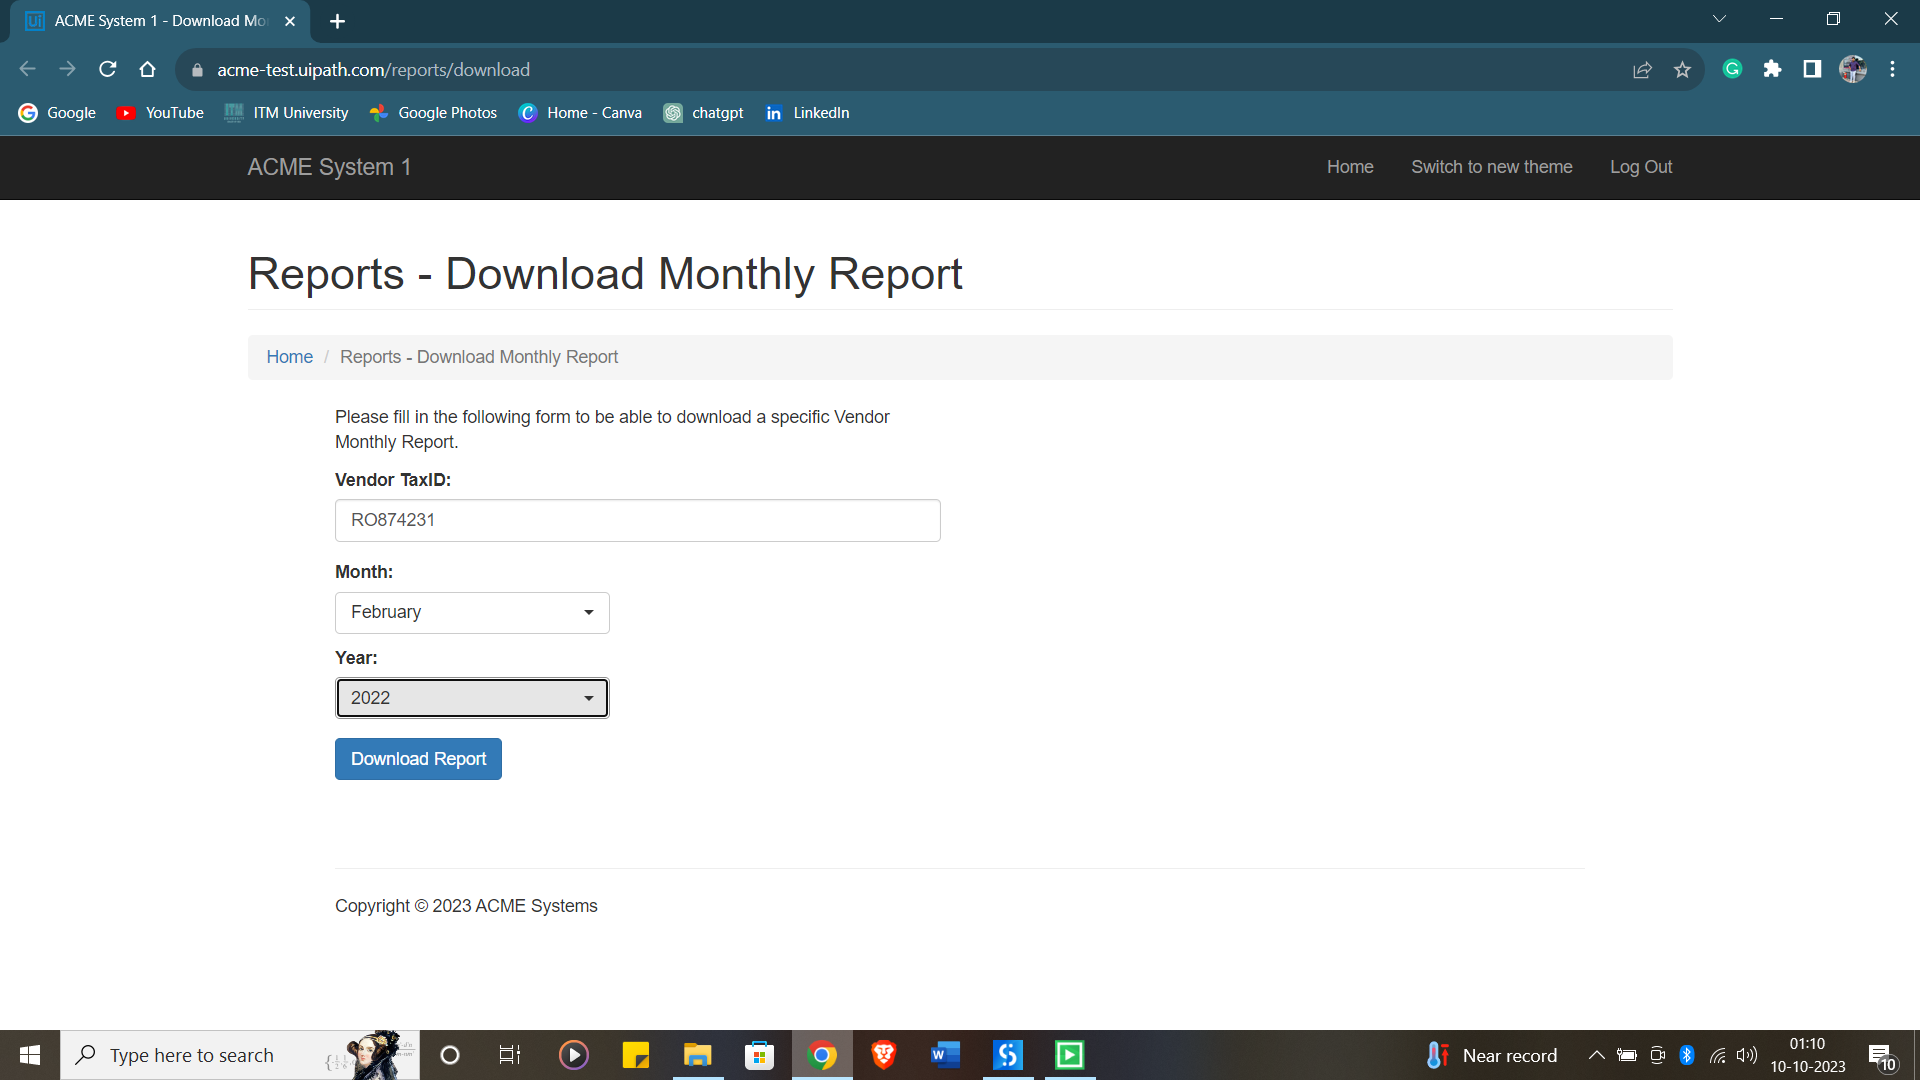 ACME System 1 - Download Mo
acme-test.uipath.com/reports/download
Google YouTube ITM University Google Photos Home - Canva chatgpt LinkedIn
ACME System 1 Home Switch to new theme Log Out
Reports - Download Monthly Report
Home / Reports - Download Monthly Report
Please fill in the following form to be able to download a specific Vendor
Monthly Report.
Vendor TaxID:
RO874231
Month:
February
Year:
2022
Download Report
Copyright © 2023 ACME Systems
Type here to search
Near record
01:10
10-10-2023
10